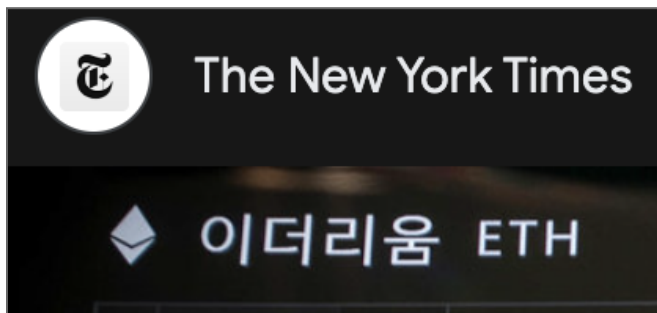 The New York Times
이더리움 ETH